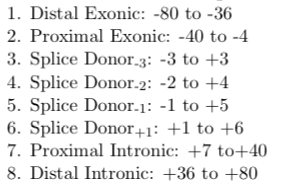 1. Distal Exonic: -80 to -36
2. Proximal Exonic: -40 to -4
3. Splice Donor-3: -3 to +3
4. Splice Donor-2: -2 to +4
5. Splice Donor-1: -1 to +5
6. Splice Donor+1: +1 to +6
7. Proximal Intronic: +7 to+40
8. Distal Intronic: +36 to +80